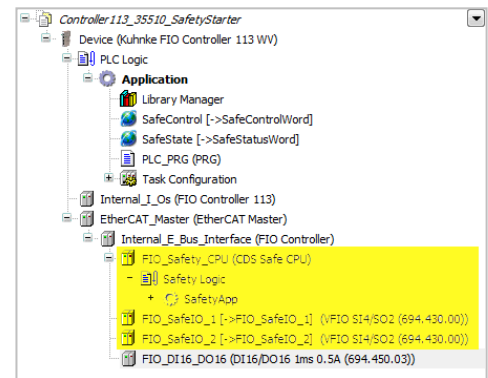 Controller113_35510_SafetyStarter
Device (Kuhnke FIO Controller 113 WV)
PLC Logic
Application
Library Manager
SafeControl [->SafeControlWord]
SafeState [->SafeStatusWord]
PLC_PRG (PRG)
Task Configuration
Internal_I_Os (FIO Controller 113)
EtherCAT_Master (EtherCAT Master)
Internal_E_Bus_Interface (FIO Controller)
FIO_Safety_CPU (CDS Safe CPU)
Safety Logic
SafetyApp
FIO_SafeIO_1 [->FIO_SafeIO_1] (VFIO SI4/SO2 (694.430.00))
FIO_SafeIO_2 [->FIO_SafeIO_2] (VFIO SI4/SO2 (694.430.00))
FIO_DI16_DO16 (DI16/DO16 1ms 0.5A (694.450.03))